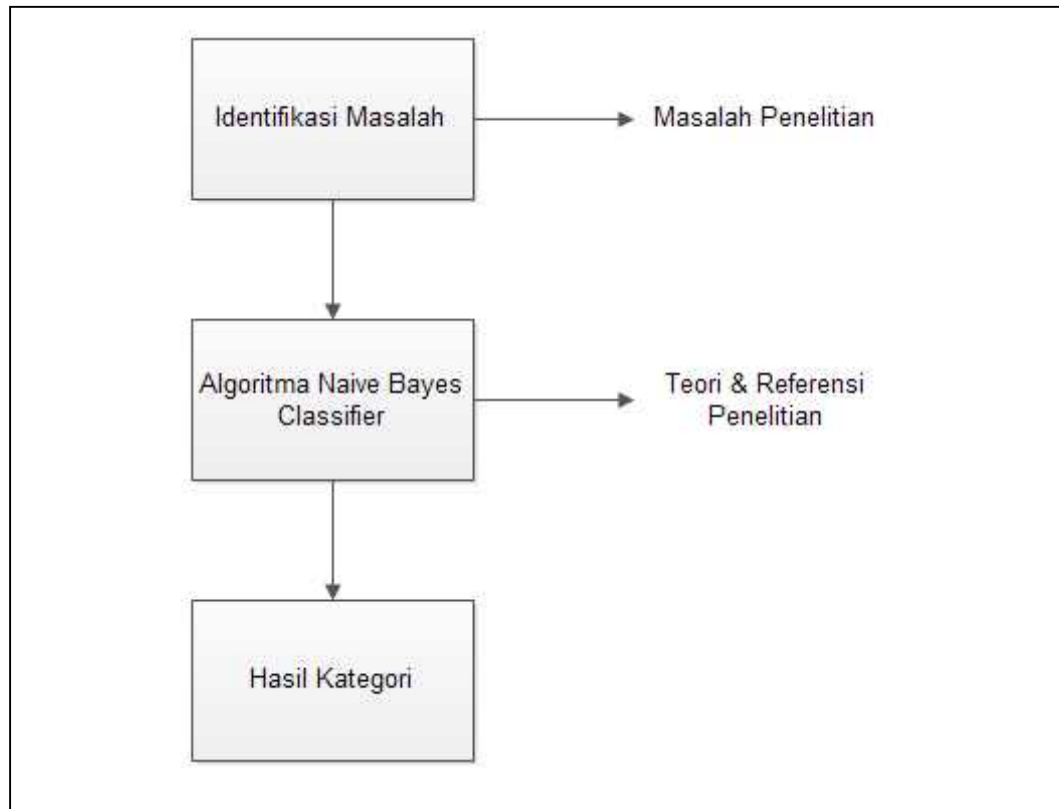 Identifikasi Masalah
Masalah Penelitian
Algoritma Naive Bayes
Classifier
Teori & Referensi
Penelitian
Hasil Kategori